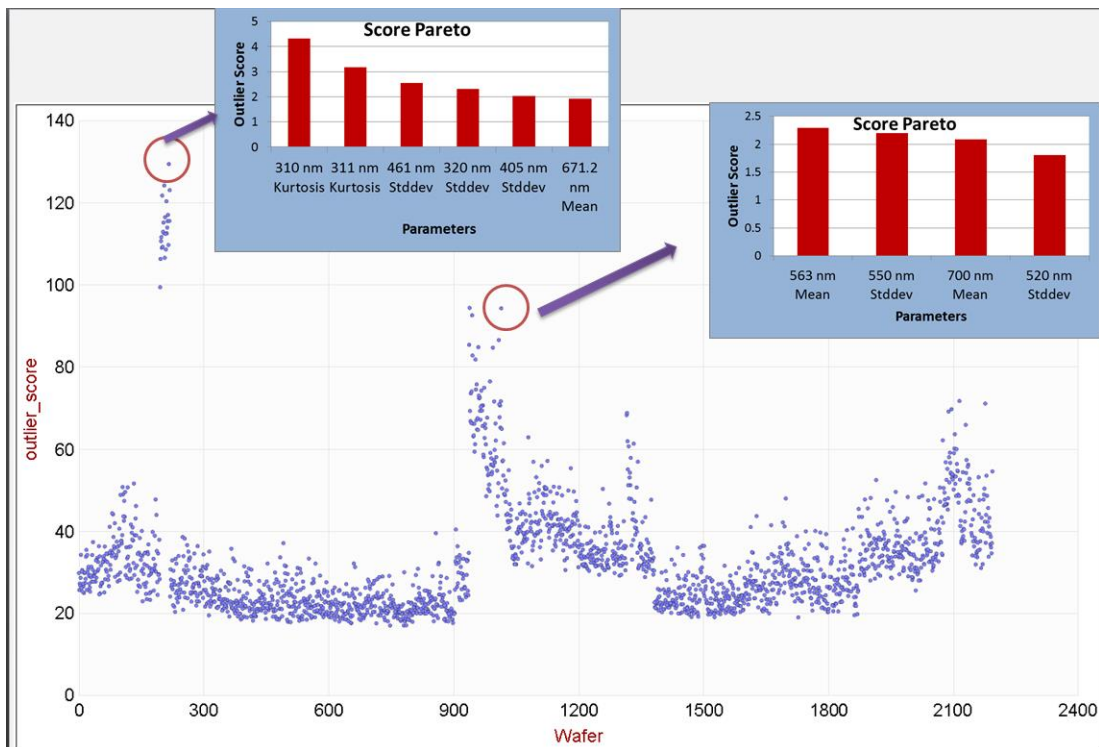 Score Pareto
Outlier Score
5
4
3
2
1
0
310 nm 311 nm 461 nm 320 nm 405 nm 671.2
Kurtosis Kurtosis Stddev Stddev Stddev nm
Mean
Parameters
Score Pareto
Outlier Score
2.5
2
1.5
1
0.5
0
563 nm 550 nm 700 nm 520 nm
Mean Stddev Mean Stddev
Parameters
outlier_score
140
120
100
80
60
40
20
0
0 300 600 900 1200 1500 1800 2100 2400
Wafer